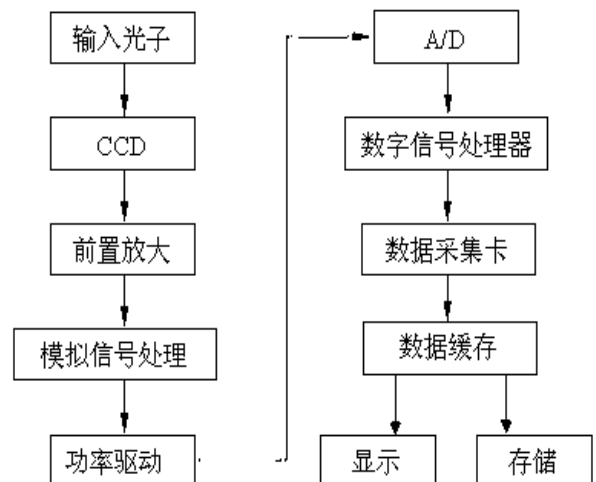 输入光子
CCD
前置放大
模拟信号处理
功率驱动
A/D
数字信号处理器
数据采集卡
数据缓存
显示
存储